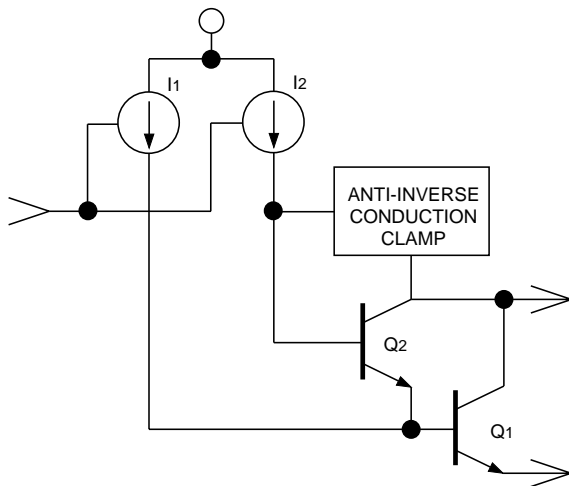 I1
I2
ANTI-INVERSE
CONDUCTION
CLAMP
Q2
Q1